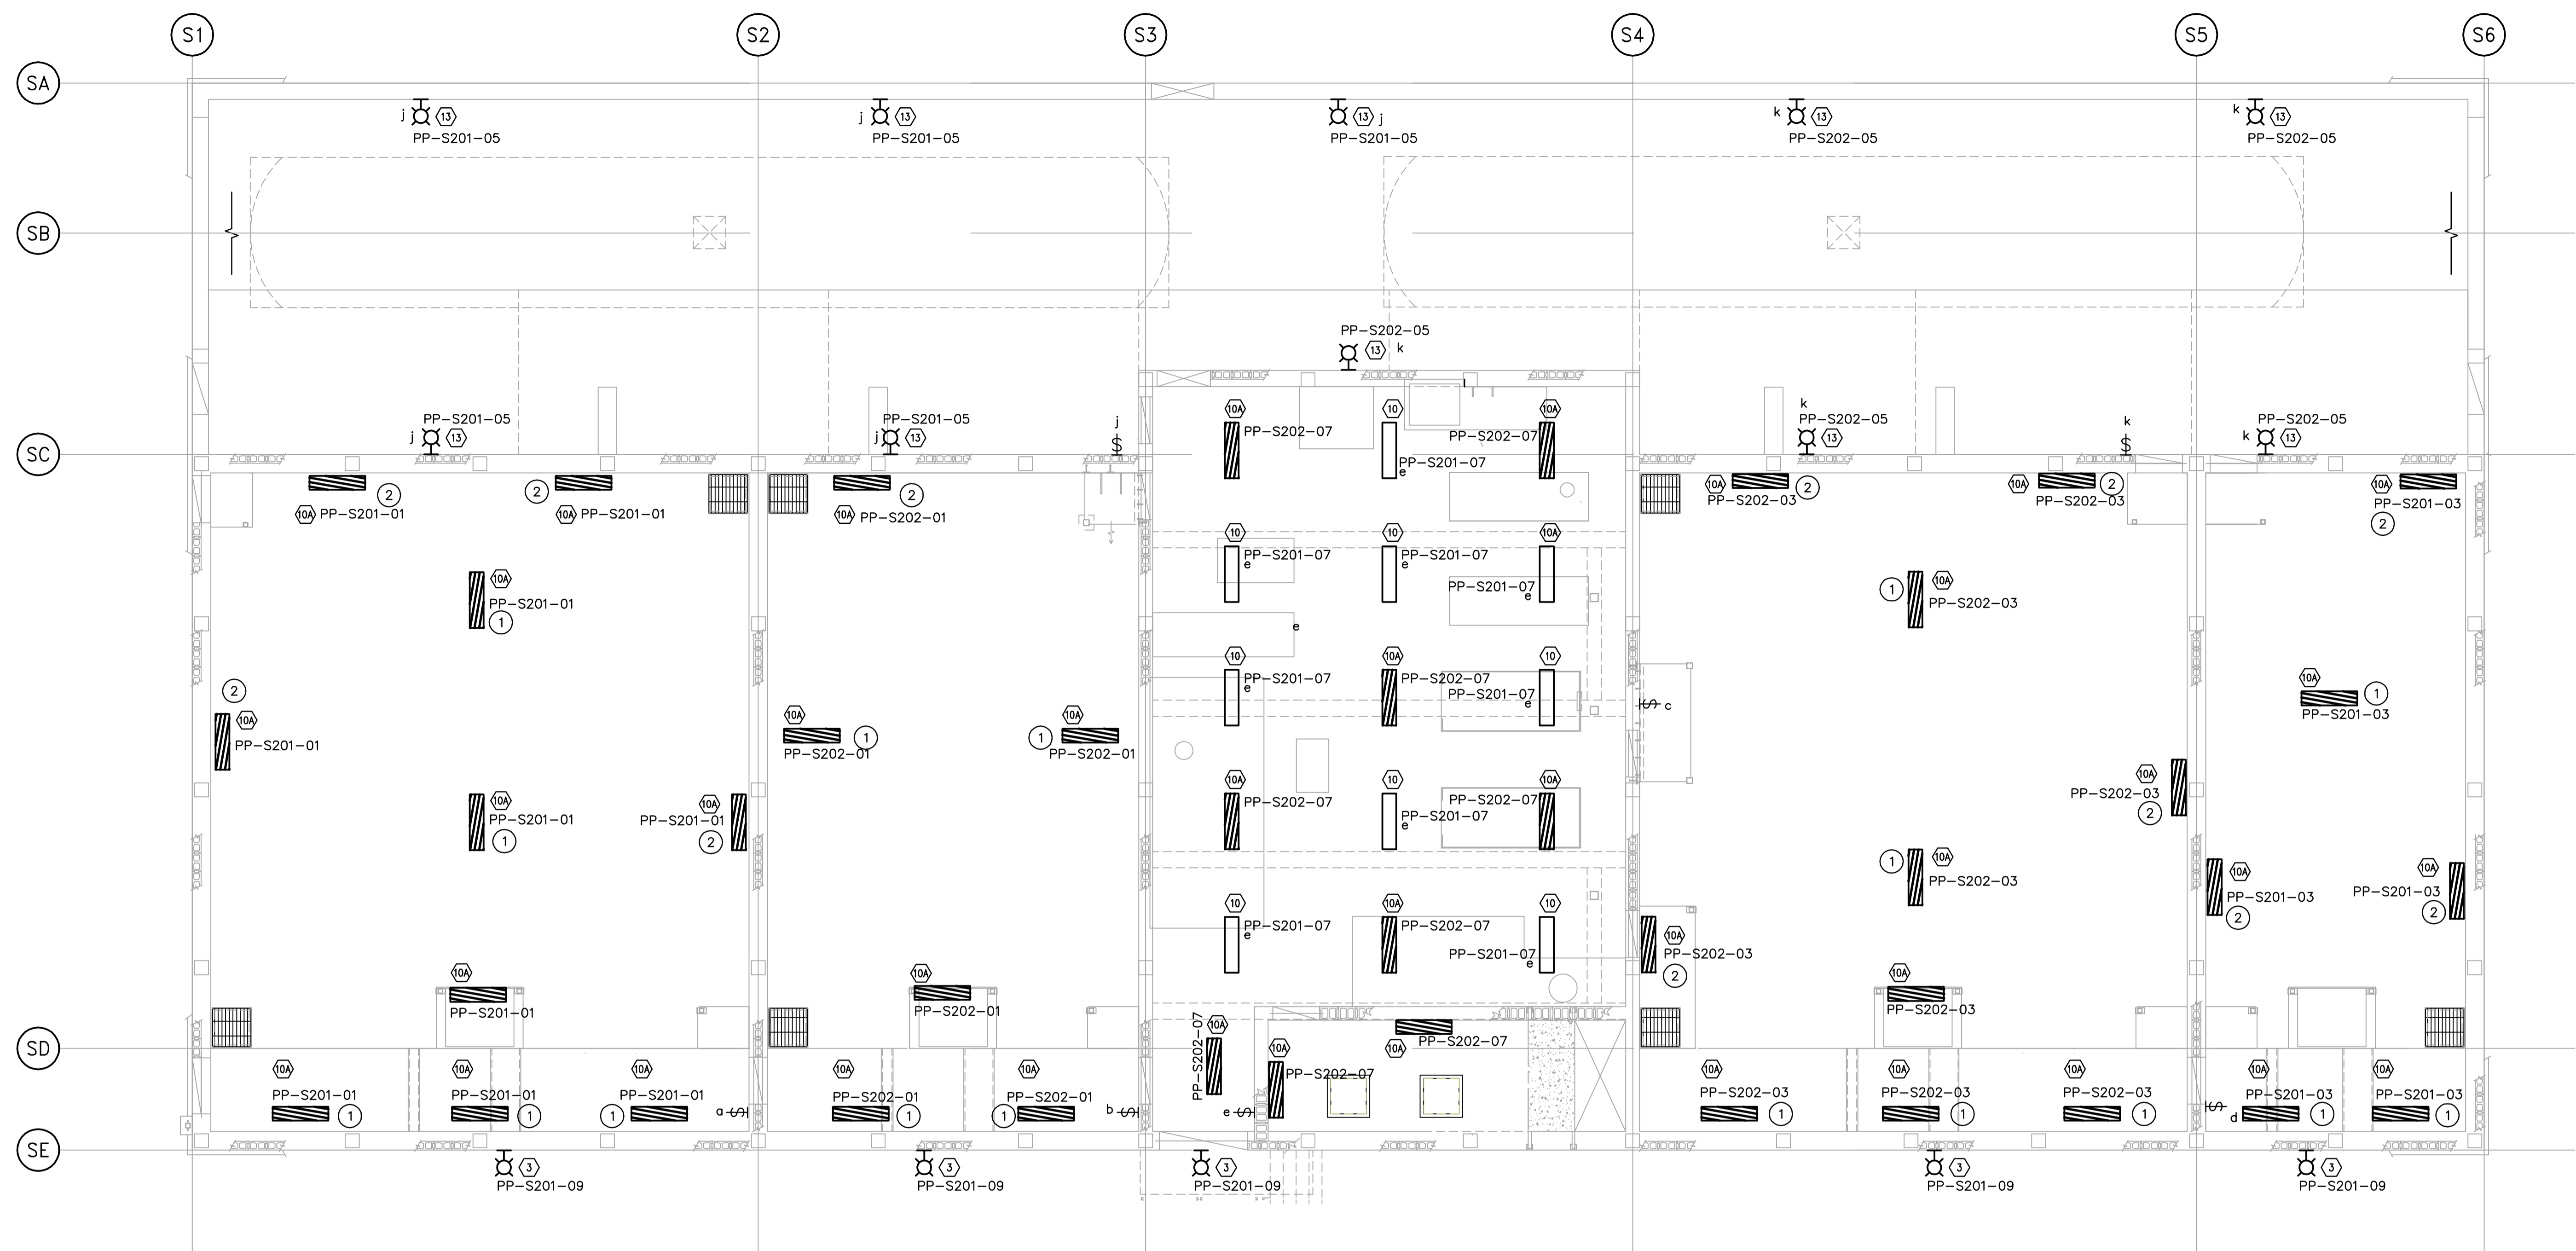 S1
S2
S3
S4
S5
S6
SA
j 13
j 13
13 j
k 13
k 13
PP-S201-05
PP-S201-05
PP-S201-05
PP-S202-05
PP-S202-05
SB
PP-S202-05
13 k
PP-S201-05
j 13
PP-S201-05
j 13
j
$
k
PP-S202-05
13
k
$
PP-S202-05
k 13
SC
10A
PP-S202-07
10
PP-S201-07
e
10A
PP-S202-07
2
10A PP-S201-01
2
10A PP-S201-01
2
10A PP-S202-01
10A
2
PP-S202-03
10A
2
PP-S202-03
10A
PP-S201-03
2
10
PP-S201-07
e
10
PP-S201-07
e
10A
PP-S201-07
e
10A
PP-S201-01
1
1
10A
PP-S202-03
e
10
PP-S201-07
e
10A
PP-S202-07
10
PP-S201-07
e
2
10A
PP-S201-01
10A
1
PP-S202-01
10A
1
PP-S202-01
$ c
10A
1
PP-S201-03
10A
PP-S201-01
1
10A
PP-S201-01
2
10A
PP-S202-07
10
PP-S201-07
e
10A
PP-S202-07
10A
PP-S202-03
2
1
10A
PP-S202-03
10A
PP-S201-03
2
10A
PP-S201-03
2
10
PP-S201-07
e
10A
PP-S202-07
10
PP-S201-07
e
10A
PP-S202-03
2
10A
PP-S201-01
10A
PP-S202-01
10A
PP-S202-03
SD
PP-S202-07
10A
10A
PP-S202-07
10A
PP-S202-07
10A
PP-S201-01
1
10A
PP-S201-01
1
10A
PP-S201-01
1
a $
10A
PP-S202-01
1
10A
PP-S202-01
1
b $
e $
10A
PP-S202-03
1
10A
PP-S202-03
1
10A
PP-S202-03
1
$
d
10A
PP-S201-03
1
10A
PP-S201-03
1
SE
3
PP-S201-09
3
PP-S201-09
3
PP-S201-09
3
PP-S201-09
3
PP-S201-09